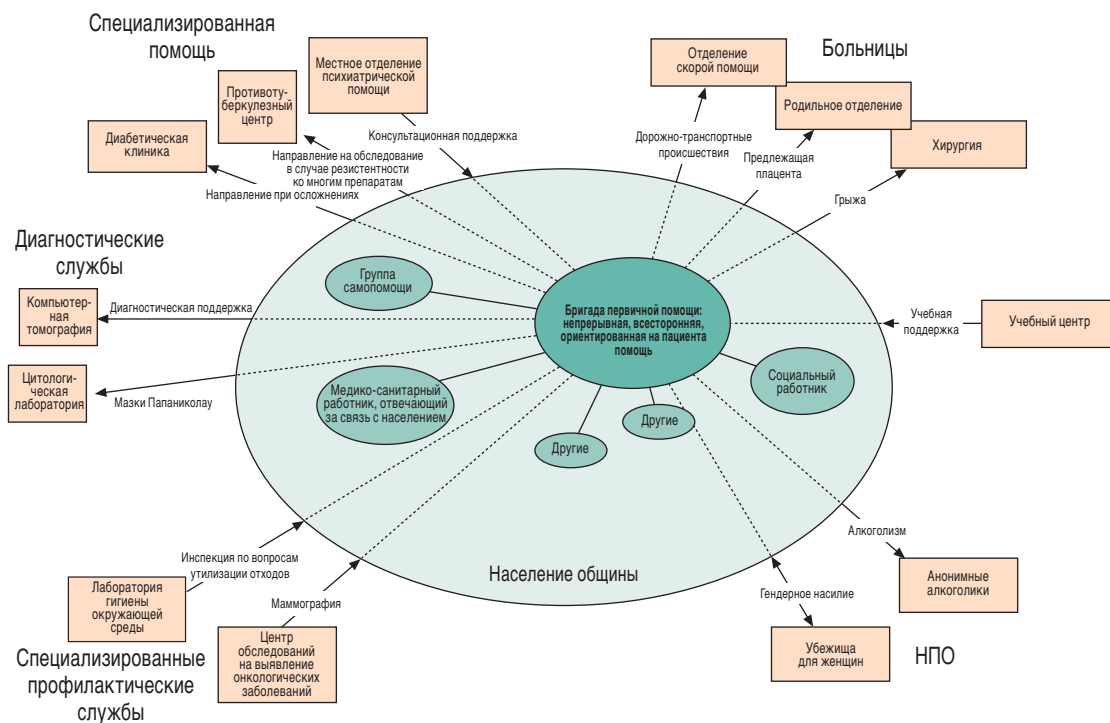 Специализированная
помощь
Больницы
Местное отделение
психиатрической
помощи
Противоту-
беркулезный
центр
Диабетическая
клиника
Отделение
скорой помощи
Родильное отделение
Хирургия
Консультационная поддержка
Направление на обследование
в случае резистентности
ко многим препаратам
Направление при осложнениях
Дорожно-транспортные
происшествия
Предлежащая
плацента
Грыжа
Диагностические
службы
Компьютер-
ная
томография
Диагностическая поддержка
Цитологи-
ческая
лаборатория
Мазки Папаниколау
Группа
самопомощи
Бригада первичной помощи:
непрерывная, всесторонняя,
ориентированная на пациента
помощь
Учебная
поддержка
Учебный центр
Медико-санитарный
работник, отвечающий
за связь с населением
Социальный
работник
Другие
Другие
Инспекция по вопросам
утилизации отходов
Маммография
Население общины
Алкоголизм
Гендерное насилие
Лаборатория
гигиены
окружающей
среды
Центр
обследований
на выявление
онкологических
заболеваний
Анонимные
алкоголики
Убежища
для женщин
НПО
Специализированные
профилактические
службы